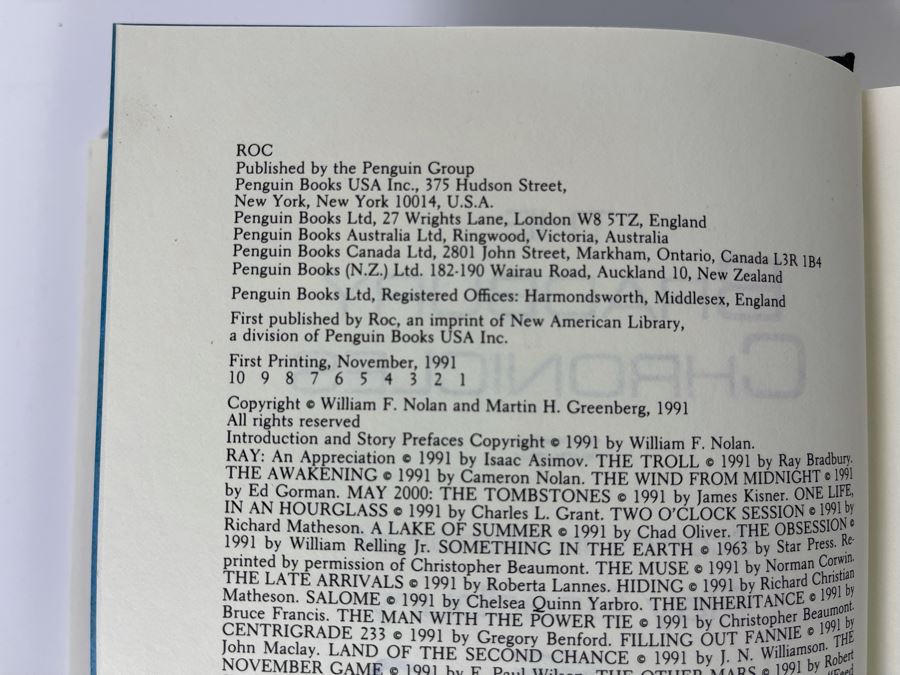 ROC
Published by the Penguin Group
Penguin Books USA Inc., 375 Hudson Street,
New York, New York 10014, U.S.A.
Penguin Books Ltd, 27 Wrights Lane, London W8 5TZ, England
Penguin Books Australia Ltd, Ringwood, Victoria, Australia
Penguin Books Canada Ltd, 2801 John Street, Markham, Ontario, Canada L3R 1B4
Penguin Books (N.Z.) Ltd. 182-190 Wairau Road, Auckland 10, New Zealand
Penguin Books Ltd, Registered Offices: Harmondsworth, Middlesex, England
First published by Roc, an imprint of New American Library,
a division of Penguin Books USA Inc.
First Printing, November, 1991
10 9 8 7 6 5 4 3 2 1
Copyright © William F. Nolan and Martin H. Greenberg, 1991
All rights reserved
Introduction and Story Prefaces Copyright © 1991 by William F. Nolan.
RAY: An Appreciation © 1991 by Isaac Asimov. THE TROLL © 1991 by Ray Bradbury.
THE AWAKENING © 1991 by Cameron Nolan. THE WIND FROM MIDNIGHT © 1991
by Ed Gorman. MAY 2000: THE TOMBSTONES © 1991 by James Kisner. ONE LIFE,
IN AN HOURGLASS © 1991 by Charles L. Grant. TWO O'CLOCK SESSION © 1991 by
Richard Matheson. A LAKE OF SUMMER © 1991 by Chad Oliver. THE OBSESSION ©
1991 by William Relling Jr. SOMETHING IN THE EARTH © 1963 by Star Press. Re-
printed by permission of Christopher Beaumont. THE MUSE © 1991 by Norman Corwin.
THE LATE ARRIVALS © 1991 by Roberta Lannes. HIDING © 1991 by Richard Christian
Matheson. SALOME © 1991 by Chelsea Quinn Yarbro. THE INHERITANCE © 1991 by
Bruce Francis. THE MAN WITH THE POWER TIE © 1991 by Christopher Beaumont.
CENTRIGRADE 233 © 1991 by Gregory Benford. FILLING OUT FANNIE © 1991 by
John Maclay. LAND OF THE SECOND CHANCE © 1991 by J. N. Williamson. THE
NOVEMBER GAME © 1991 by F. Paul Wilson. THE OTHER MARS © 1991 by Robert